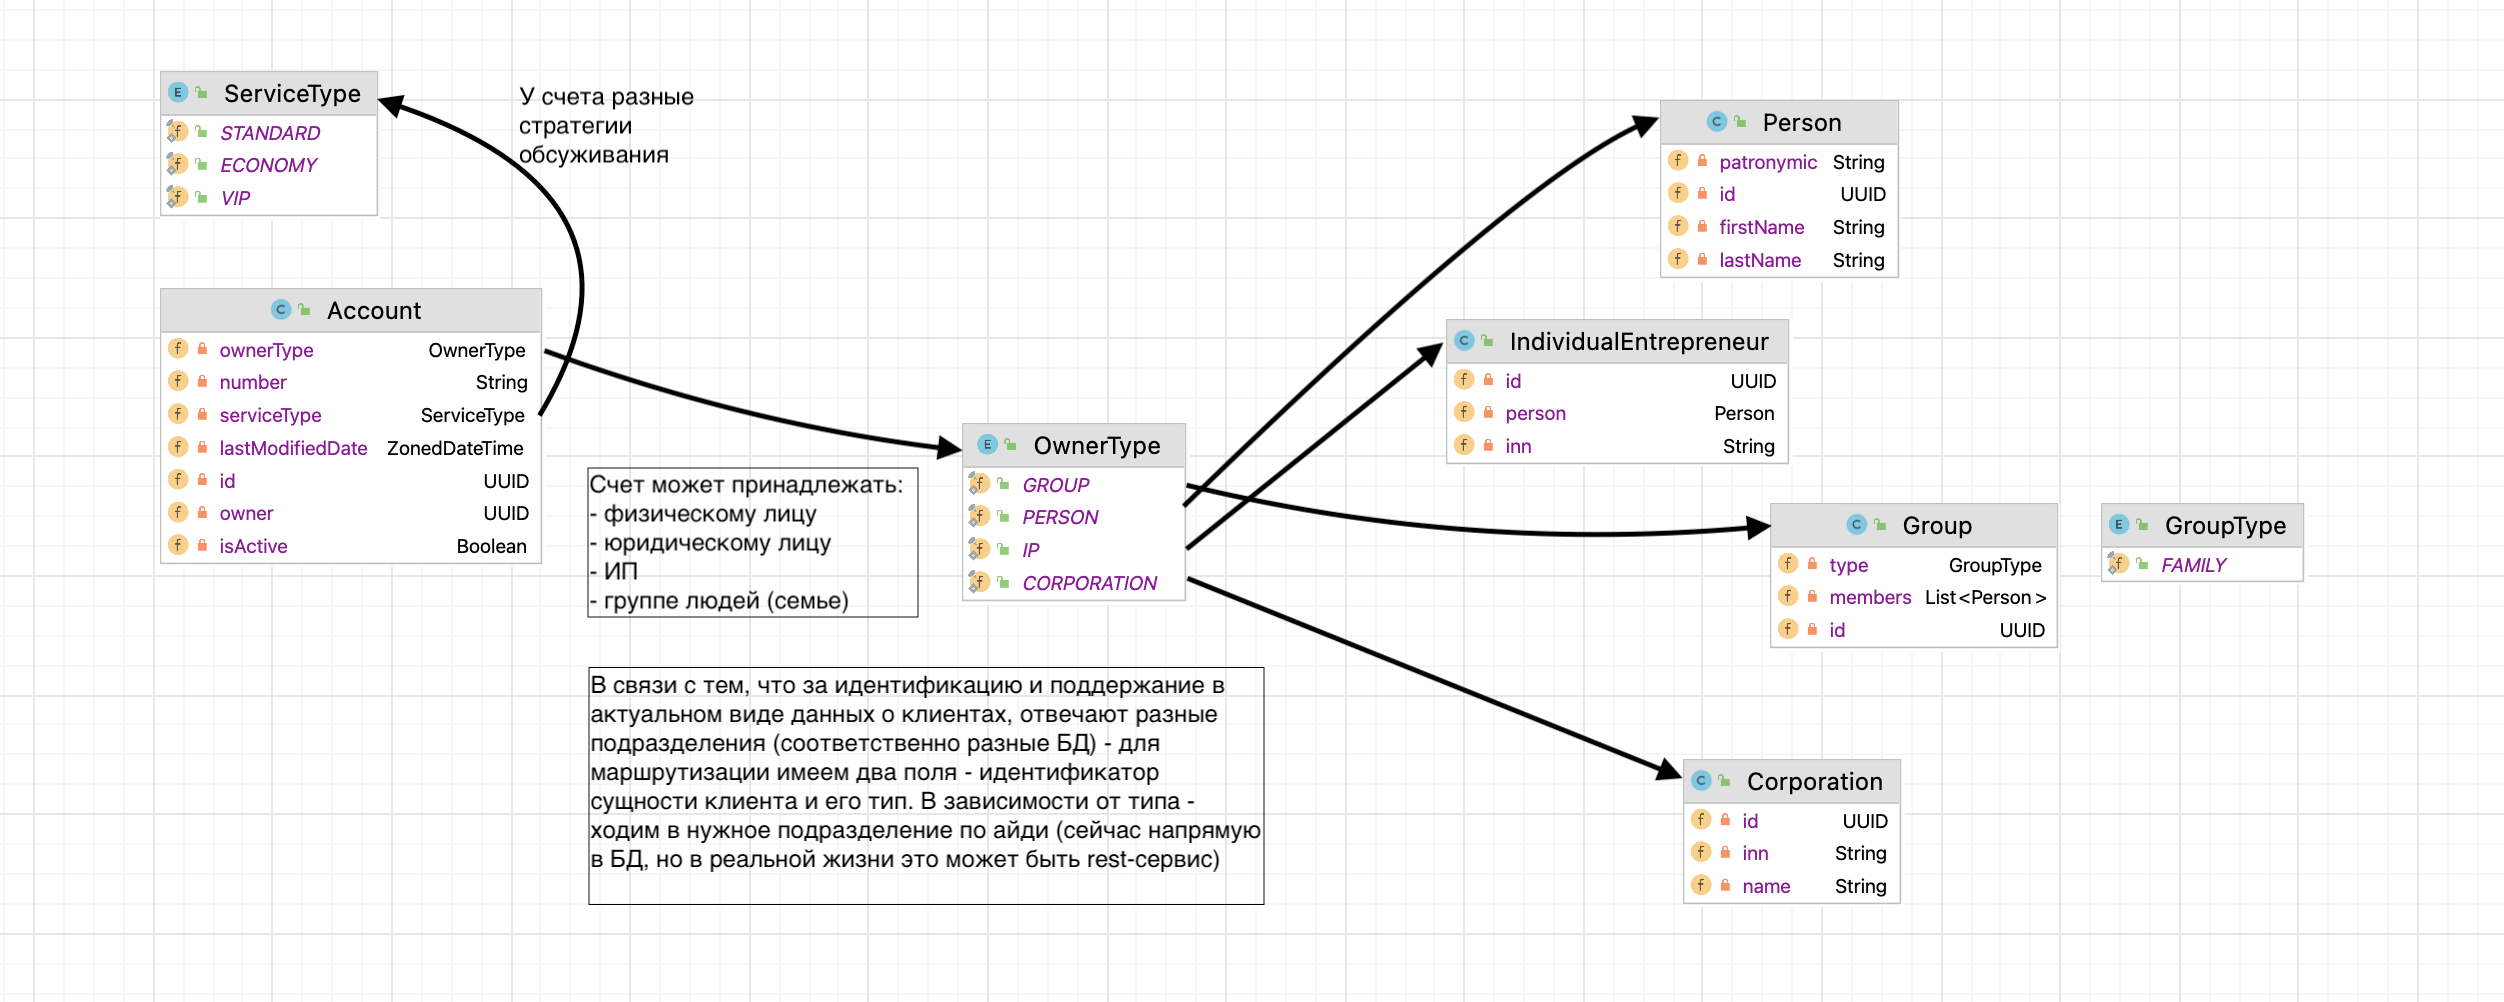 ServiceType
STANDARD
ECONOMY
VIP
У счета разные
стратегии
обсуживания
Account
ownerType OwnerType
number String
serviceType ServiceType
lastModifiedDate ZonedDateTime
id UUID
owner UUID
isActive Boolean
Счет может принадлежать:
- физическому лицу
- юридическому лицу
- ИП
- группе людей (семье)
OwnerType
GROUP
PERSON
IP
CORPORATION
В связи с тем, что за идентификацию и поддержание в
актуальном виде данных о клиентах, отвечают разные
подразделения (соответственно разные БД) - для
маршрутизации имеем два поля - идентификатор
сущности клиента и его тип. В зависимости от типа -
ходим в нужное подразделение по айди (сейчас напрямую
в БД, но в реальной жизни это может быть rest-сервис)
Person
patronymic String
id UUID
firstName String
lastName String
IndividualEntrepreneur
id UUID
person Person
inn String
Group
type GroupType
members List<Person>
id UUID
GroupType
FAMILY
Corporation
id UUID
inn String
name String